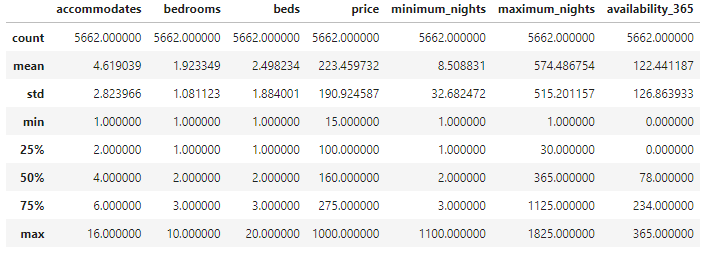 accommodates bedrooms beds price minimum_nights maximum_nights availability_365
count 5662.000000 5662.000000 5662.000000 5662.000000 5662.000000 5662.000000 5662.000000
mean 4.619039 1.923349 2.498234 223.459732 8.508831 574.486754 122.441187
std 2.823966 1.081123 1.884001 190.924587 32.682472 515.201157 126.863933
min 1.000000 1.000000 1.000000 15.000000 1.000000 1.000000 0.000000
25% 2.000000 1.000000 1.000000 100.000000 1.000000 30.000000 0.000000
50% 4.000000 2.000000 2.000000 160.000000 2.000000 365.000000 78.000000
75% 6.000000 3.000000 3.000000 275.000000 3.000000 1125.000000 234.000000
max 16.000000 10.000000 20.000000 1000.000000 1100.000000 1825.000000 365.000000